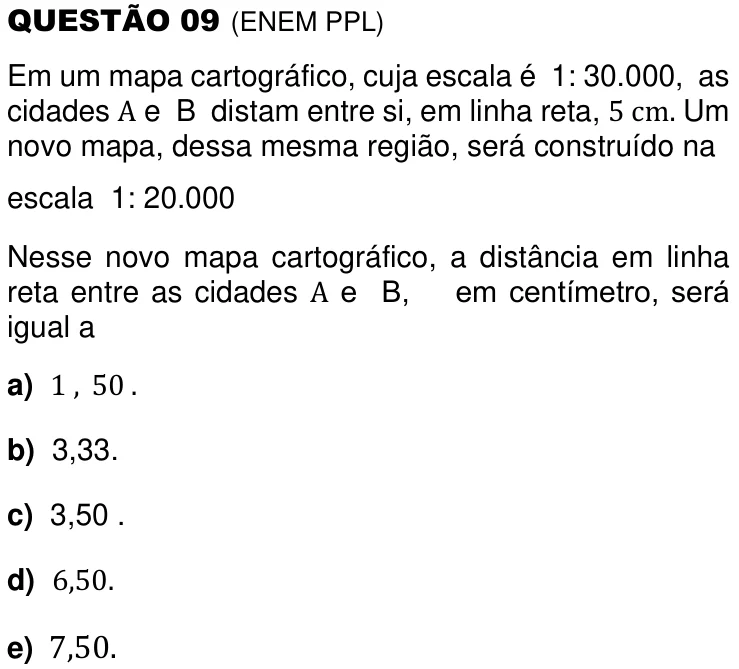 QUESTÃO 09 (ENEM PPL)
Em um mapa cartográfico, cuja escala é 1: 30.000, as
cidades A e B distam entre si, em linha reta, 5 cm. Um
novo mapa, dessa mesma região, será construído na
escala 1: 20.000
Nesse novo mapa cartográfico, a distância em linha
reta entre as cidades A e B, em centímetro, será
igual a
a) 1 , 50 .
b) 3,33.
c) 3,50 .
d) 6,50.
e) 7,50.